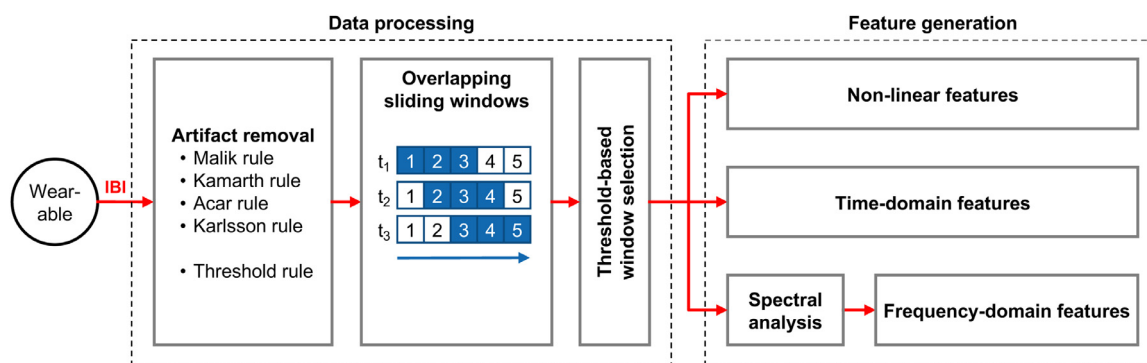 Data processing
Feature generation
Wear-
able
IBI
Artifact removal
• Malik rule
• Kamarth rule
• Acar rule
• Karlsson rule
• Threshold rule
Overlapping
sliding windows
t1 1 2 3 4 5
t2 1 2 3 4 5
t3 1 2 3 4 5
Threshold-based
window selection
Non-linear features
Time-domain features
Spectral
analysis
Frequency-domain features